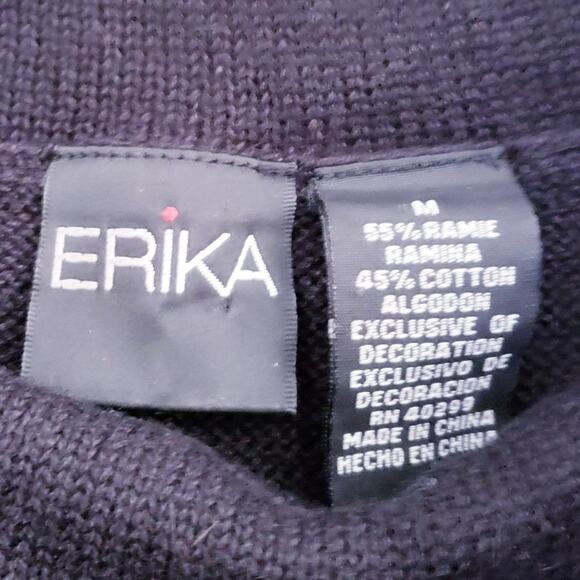 ERiKA
M
55% RAMIE
RAMINA
45% COTTON
ALGODON
EXCLUSIVE OF
DECORATION
EXCLUSIVO DE
DECORACION
RN 40299
MADE IN CHINA
HECHO EN CHINA